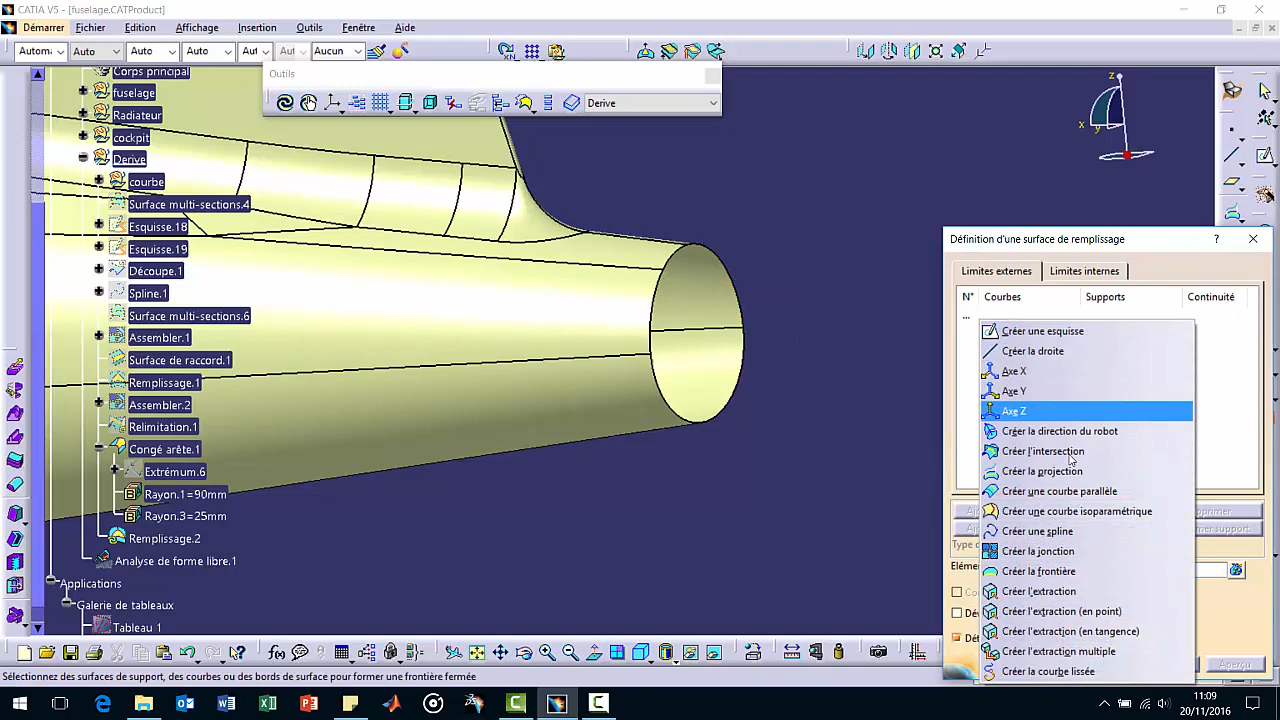 CATIA V5 - [fuselage.CATProduct]
Démarrer Fichier Edition Affichage Insertion Outils Fenêtre Aide
Automa Auto Auto Auto Aut Aut Aucun
Outils
Derive
Corps principal
fuselage
Radiateur
cockpit
Derive
courbe
Surface multi-sections.4
Esquisse.18
Esquisse.19
Découpe.1
Spline.1
Surface multi-sections.6
Assembler.1
Surface de raccord.1
Remplissage.1
Assembler.2
Relimitation.1
Congé arête.1
Extrémum.6
Rayon.1=90mm
Rayon.3=25mm
Remplissage.2
Analyse de forme libre.1
Applications
Galerie de tableaux
Tableau 1
z
x
y
Définition d'une surface de remplissage
Limites externes Limites internes
N° Courbes Supports Continuité
...
Créer une esquisse
Créer la droite
Axe X
Axe Y
Axe Z
Créer la direction du robot
Créer l'intersection
Créer la projection
Créer une courbe parallèle
Créer une courbe isoparamétrique
Créer une spline
Créer la jonction
Créer la frontière
Créer l'extraction
Créer l'extraction (en point)
Créer l'extraction (en tangence)
Créer l'extraction multiple
Créer la courbe lissée
Type
Elém
Dév
Dét
Aperçu
Sélectionnez des surfaces de support, des courbes ou des bords de surface pour former une frontière fermée
11:09
20/11/2016